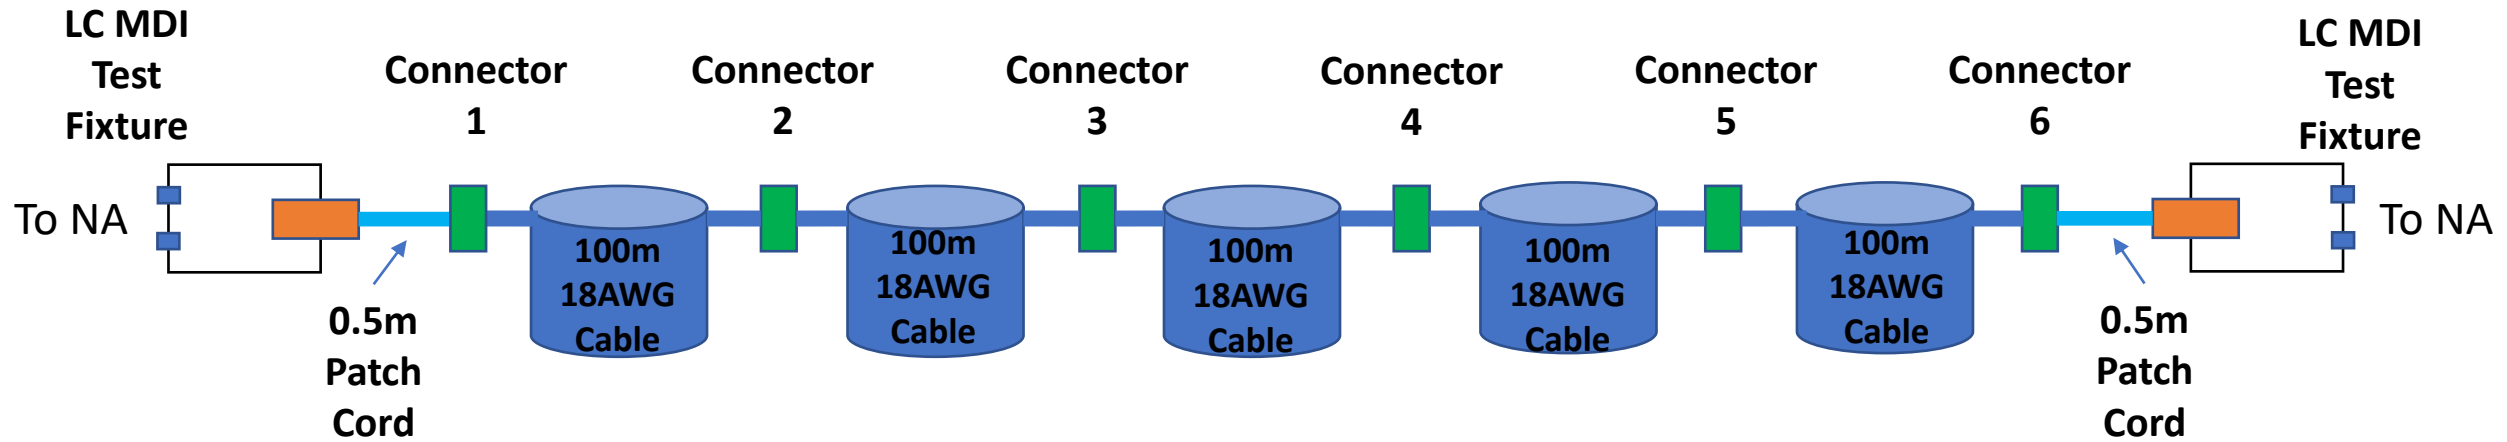 LC MDI
Test
Fixture
To NA
0.5m
Patch
Cord
Connector
1
100m
18AWG
Cable
Connector
2
100m
18AWG
Cable
Connector
3
100m
18AWG
Cable
Connector
4
100m
18AWG
Cable
Connector
5
100m
18AWG
Cable
Connector
6
0.5m
Patch
Cord
LC MDI
Test
Fixture
To NA